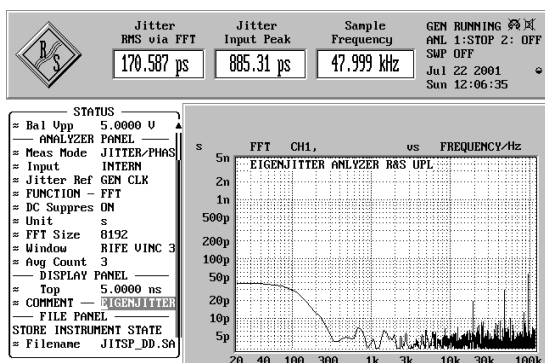 Jitter
RMS via FFT
170.587 ps
Jitter
Input Peak
885.31 ps
Sample
Frequency
47.999 kHz
GEN RUNNING
ANL 1:STOP 2: OFF
SWP OFF
Jul 22 2001
Sun 12:06:35
R
S
STATUS
≈ Bal Vpp 5.0000 V
ANALYZER PANEL
≈ Meas Mode JITTER/PHAS
≈ Input INTERN
≈ Jitter Ref GEN CLK
≈ FUNCTION – FFT
≈ DC Suppres ON
≈ Unit s
≈ FFT Size 8192
≈ Window RIFE VINC 3
≈ Avg Count 3
DISPLAY PANEL
≈ Top 5.0000 ns
≈ COMMENT — EIGENJITTER
FILE PANEL
STORE INSTRUMENT STATE
≈ Filename JITSP_DD.SA
s FFT CH1, vs FREQUENCY/Hz
EIGENJITTER ANLYZER R&S UPL
5n
2n
1n
500p
200p
100p
50p
20p
10p
5p
20 40 100 300 1k 3k 10k 30k 100k